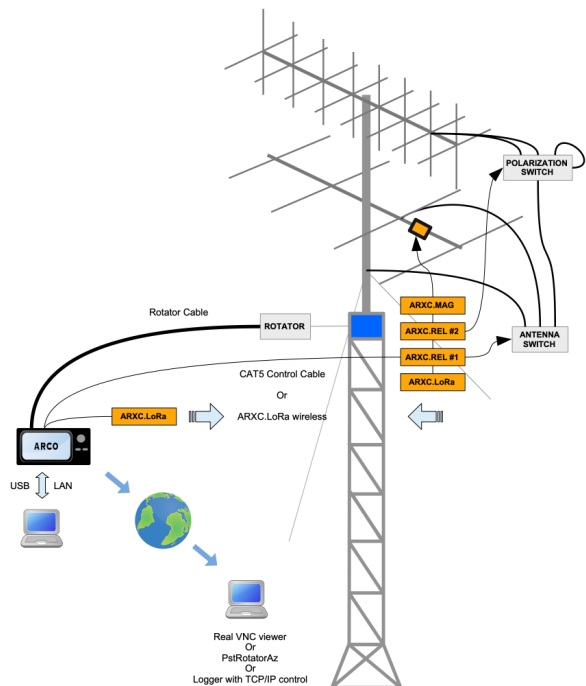 POLARIZATION
SWITCH
ARXC.MAG
Rotator Cable
ROTATOR
ARXC.REL #2
ANTENNA
SWITCH
ARXC.REL #1
CAT5 Control Cable
ARXC.LoRa
Or
ARXC.LoRa
ARXC.LoRa wireless
ARCO
USB
LAN
Real VNC viewer
Or
PstRotatorAz
Or
Logger with TCP/IP control